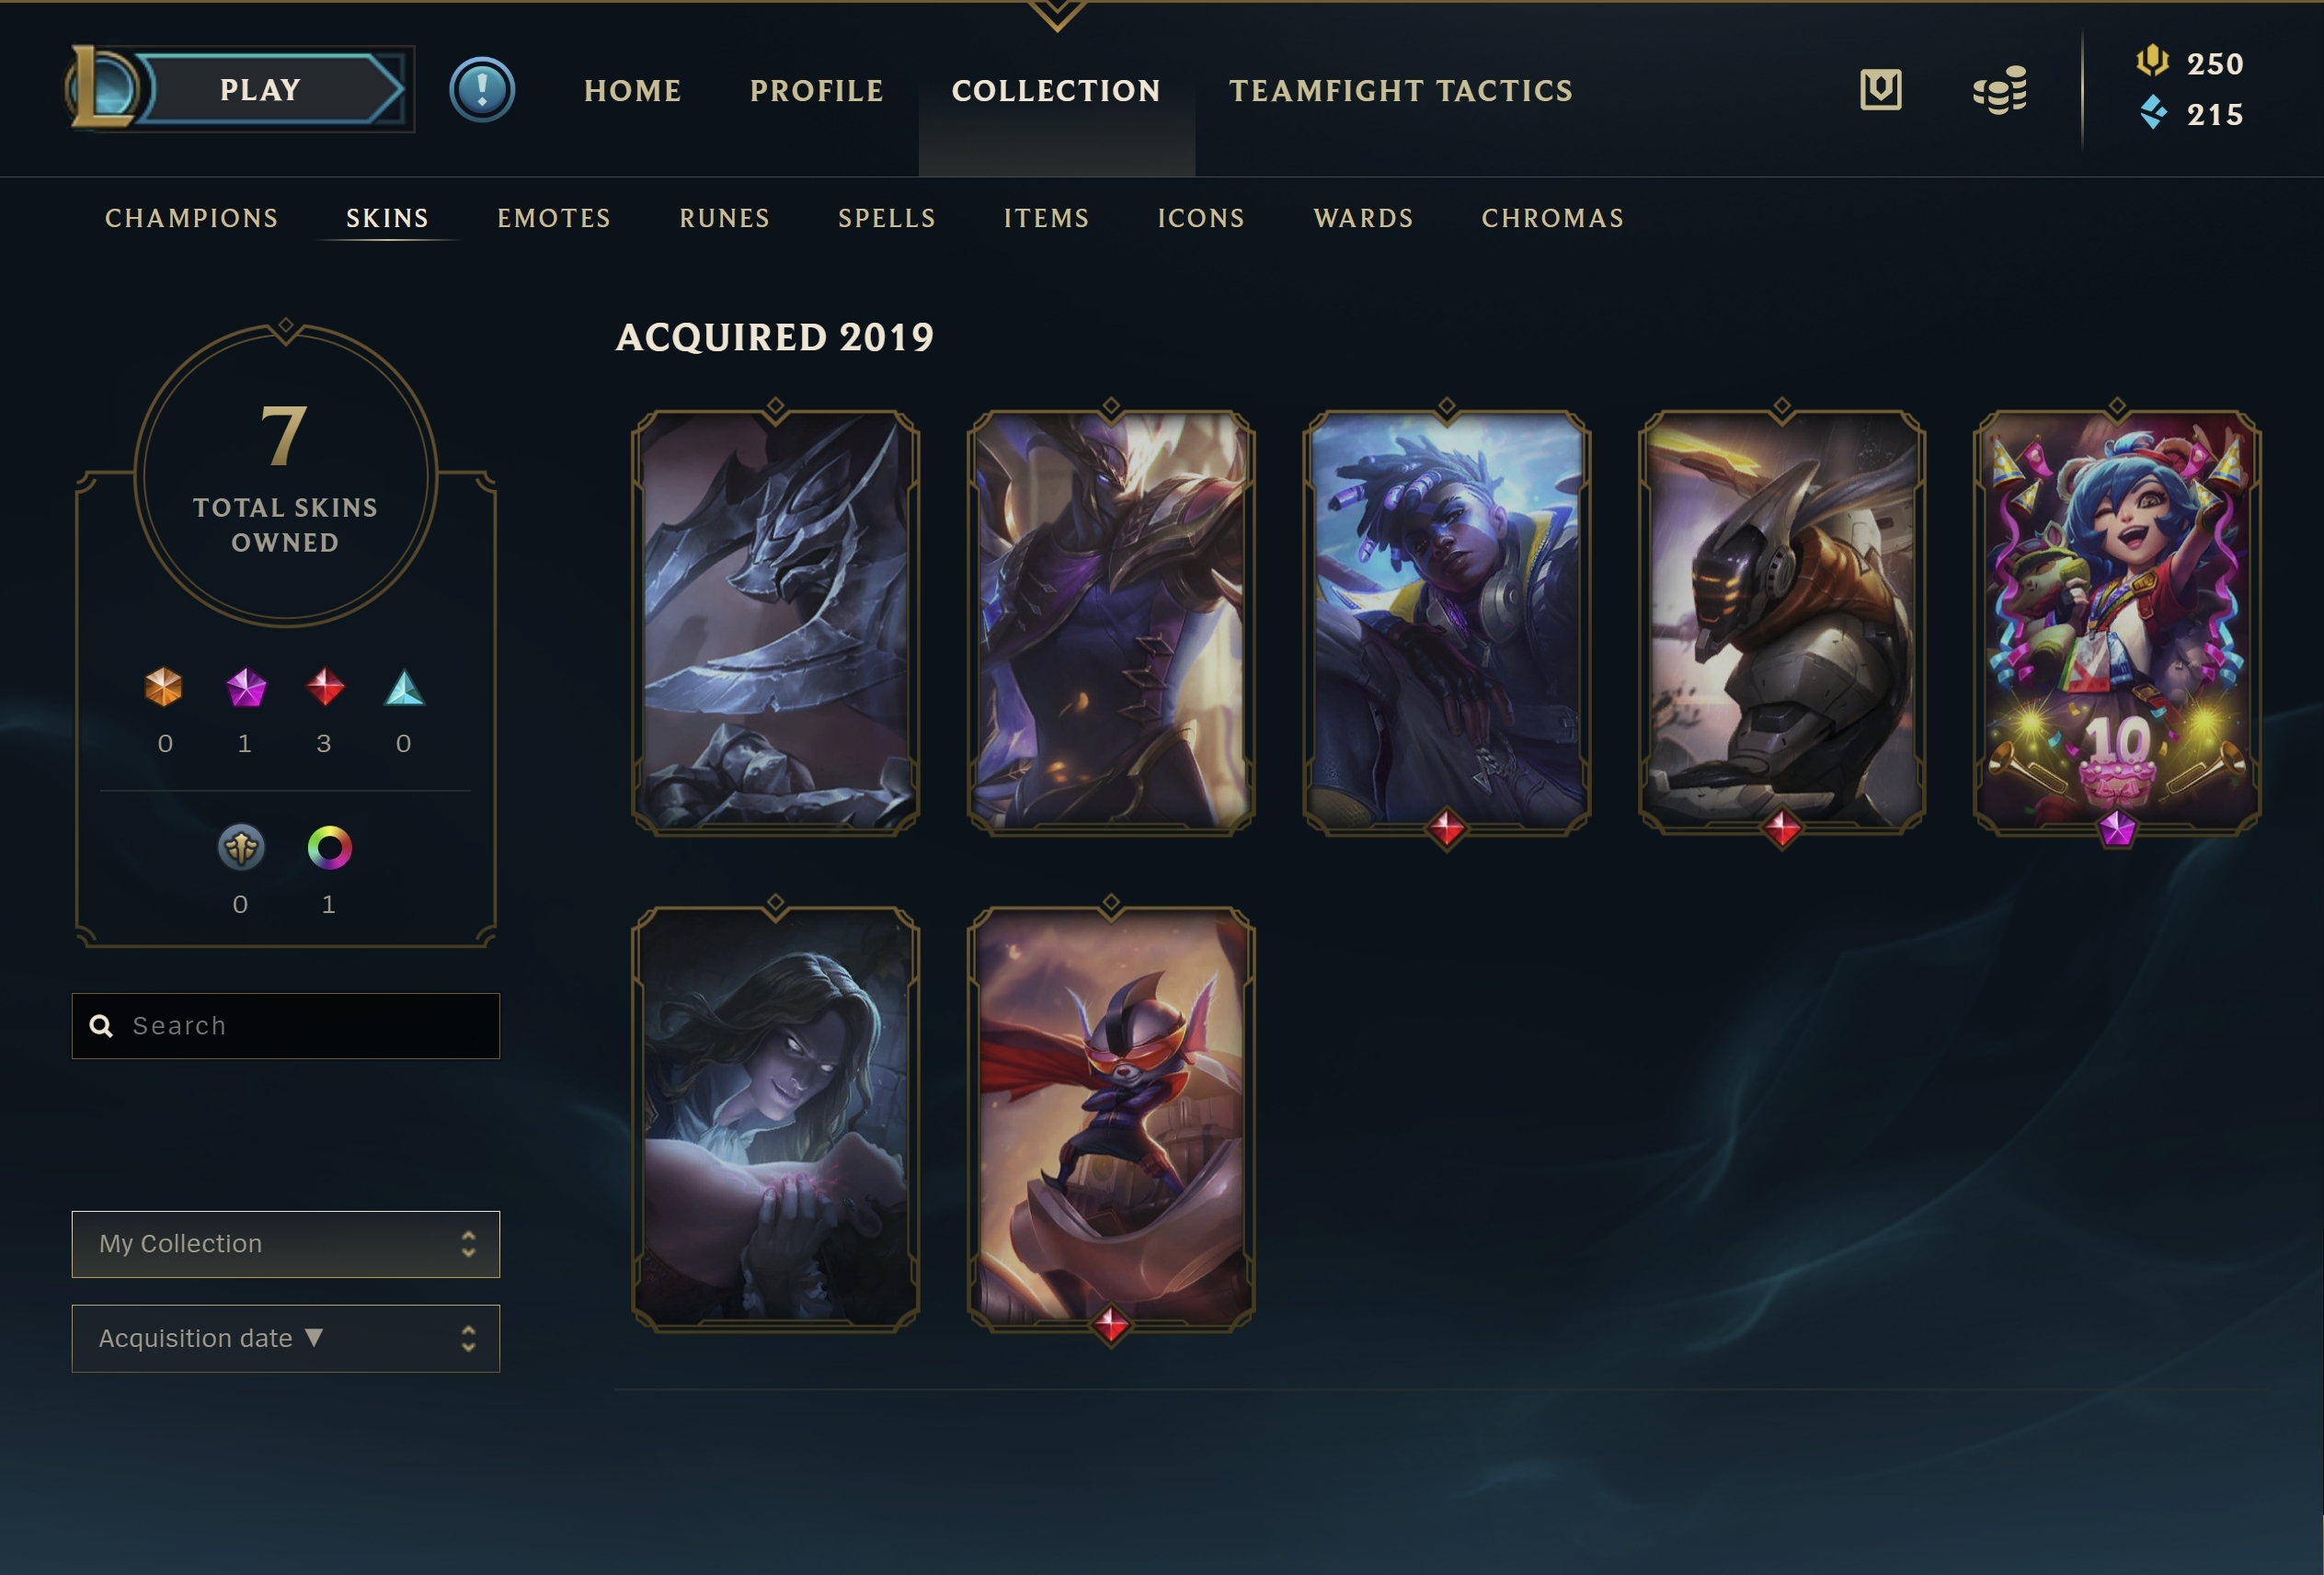 PLAY
HOME
PROFILE
COLLECTION
TEAMFIGHT TACTICS
250
215
CHAMPIONS
SKINS
EMOTES
RUNES
SPELLS
ITEMS
ICONS
WARDS
CHROMAS
7
TOTAL SKINS
OWNED
0
1
3
0
0
1
Search
My Collection
Acquisition date ▼
ACQUIRED 2019
10